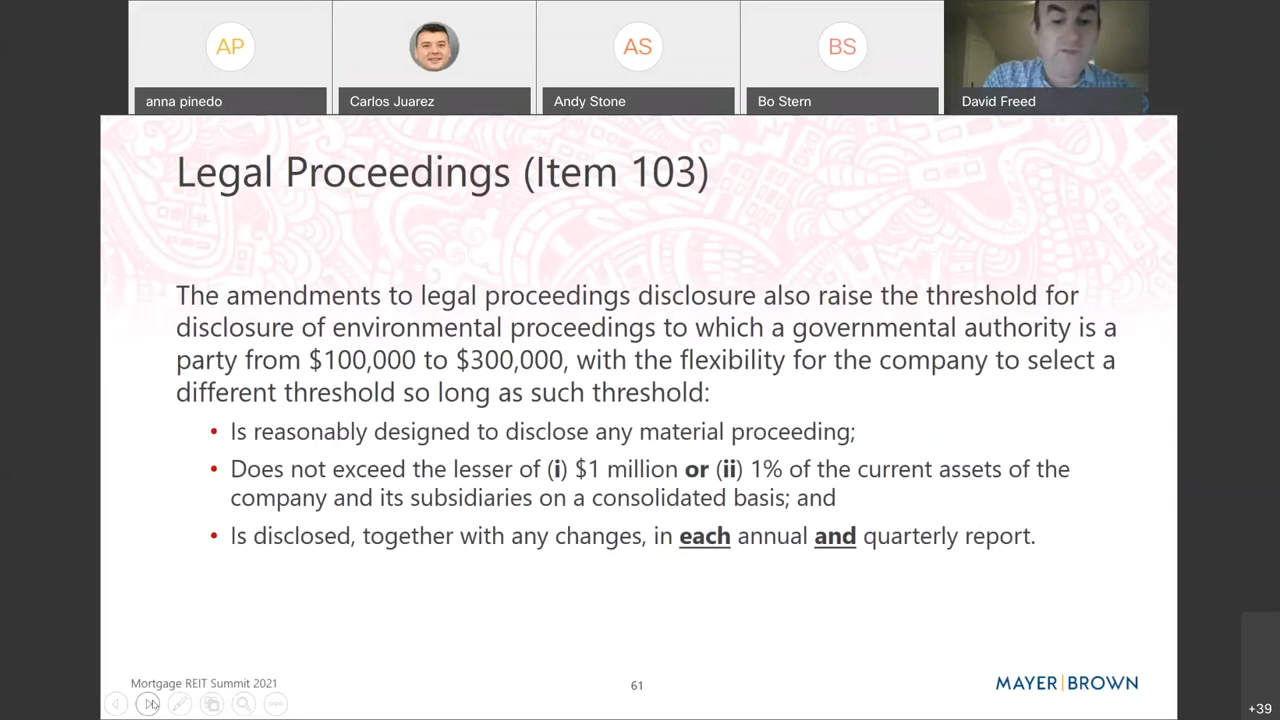 AP
AS
BS
anna pinedo
Carlos Juarez
Andy Stone
Bo Stern
David Freed
Legal Proceedings (Item 103)
The amendments to legal proceedings disclosure also raise the threshold for
disclosure of environmental proceedings to which a governmental authority is a
party from $100,000 to $300,000, with the flexibility for the company to select a
different threshold so long as such threshold:
• Is reasonably designed to disclose any material proceeding;
• Does not exceed the lesser of (i) $1 million or (ii) 1% of the current assets of the
company and its subsidiaries on a consolidated basis; and
• Is disclosed, together with any changes, in each annual and quarterly report.
Mortgage REIT Summit 2021
61
MAYER|BROWN
+39